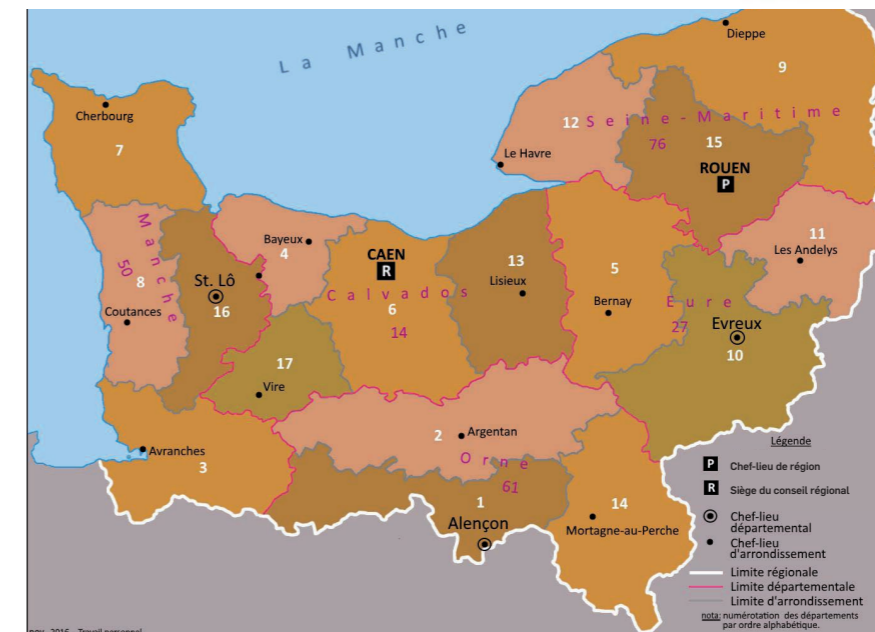 La Manche
Dieppe
9
Cherbourg
7
12
Seine-Maritime
76
15
Le Havre
ROUEN
P
Manche
50
8
Bayeux
4
CAEN
R
13
5
11
Les Andelys
St. Lô
16
Calvados
6
14
Lisieux
Bernay
Eure
27
Evreux
10
Coutances
17
Vire
Avranches
3
2
Argentan
Orne
61
1
Alençon
14
Mortagne-au-Perche
Légende
P Chef-lieu de région
R Siège du conseil régional
Chef-lieu
départemental
Chef-lieu
d'arrondissement
Limite régionale
Limite départementale
Limite d'arrondissement
nota: numérotation des départements
par ordre alphabétique.
nov. 2016 - Travail personnel